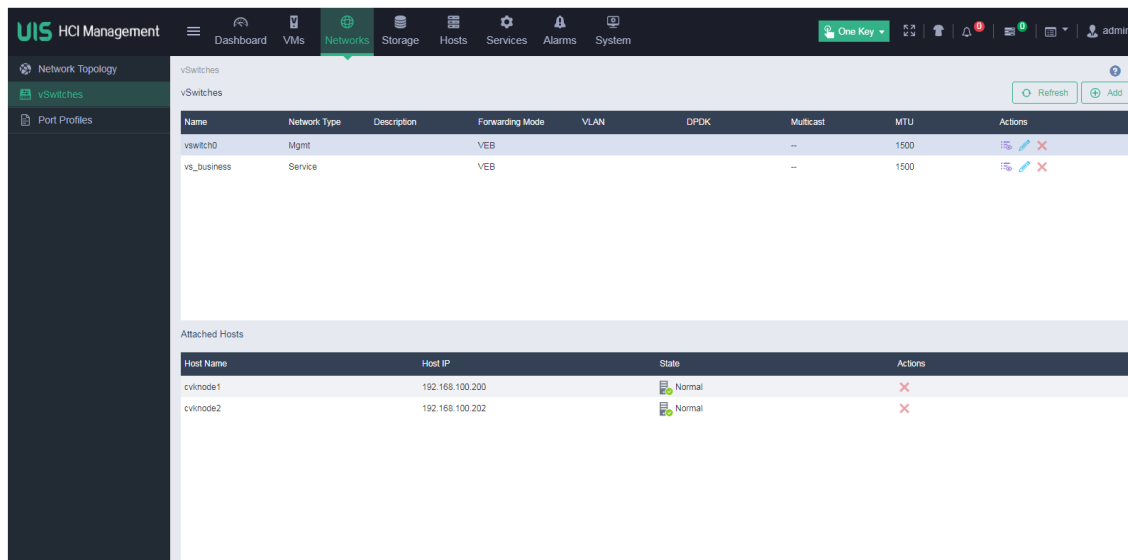 UIS HCI Management
Dashboard VMs Networks Storage Hosts Services Alarms System
One Key 0 0 admin
Network Topology
vSwitches
Port Profiles
vSwitches
vSwitches
Refresh Add
Name Network Type Description Forwarding Mode VLAN DPDK Multicast MTU Actions
vswitch0 Mgmt VEB -- 1500
vs_business Service VEB -- 1500
Attached Hosts
Host Name Host IP State Actions
cvknode1 192.168.100.200 Normal
cvknode2 192.168.100.202 Normal